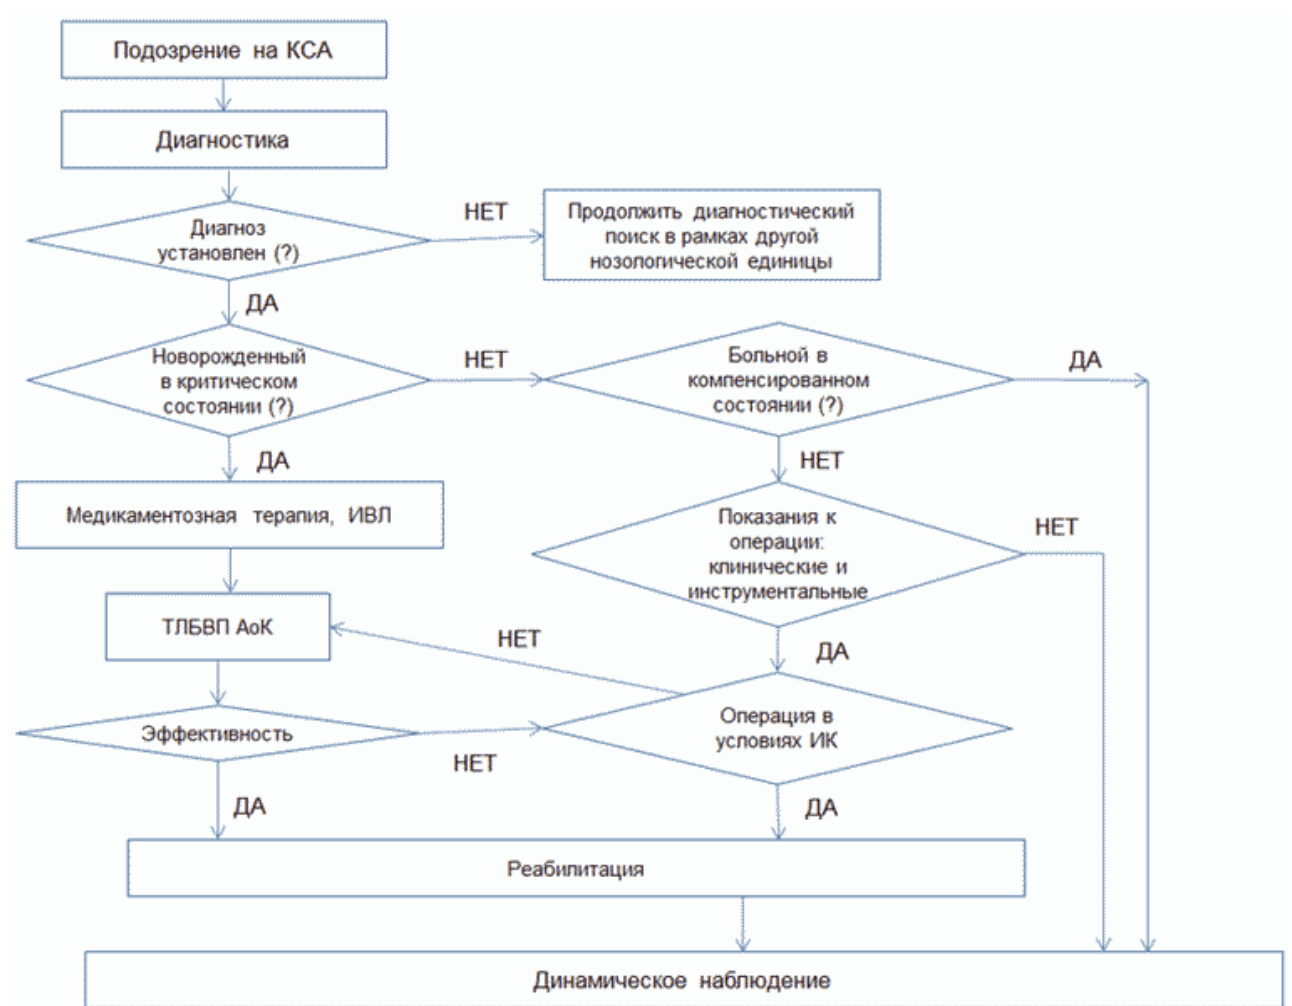 Подозрение на КСА
Диагностика
Диагноз
установлен (?)
НЕТ
Продолжить диагностический
поиск в рамках другой
нозологической единицы
ДА
Новорожденный
в критическом
состоянии (?)
НЕТ
Больной в
компенсированном
состоянии (?)
ДА
ДА
НЕТ
Медикаментозная терапия, ИВЛ
Показания к
операции:
клинические и
инструментальные
НЕТ
ТЛБВП АоК
НЕТ
ДА
Эффективность
НЕТ
Операция в
условиях ИК
ДА
ДА
Реабилитация
Динамическое наблюдение